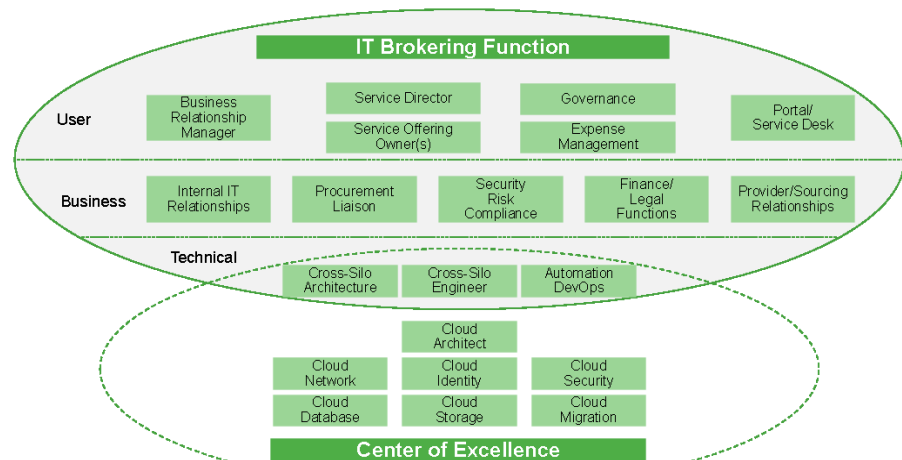 IT Brokering Function
User
Business
Relationship
Manager
Service Director
Service Offering
Owner(s)
Governance
Expense
Management
Portal/
Service Desk
Business
Internal IT
Relationships
Procurement
Liaison
Security
Risk
Compliance
Finance/
Legal
Functions
Provider/Sourcing
Relationships
Technical
Cross-Silo
Architecture
Cross-Silo
Engineer
Automation
DevOps
Cloud
Architect
Cloud
Network
Cloud
Identity
Cloud
Security
Cloud
Database
Cloud
Storage
Cloud
Migration
Center of Excellence